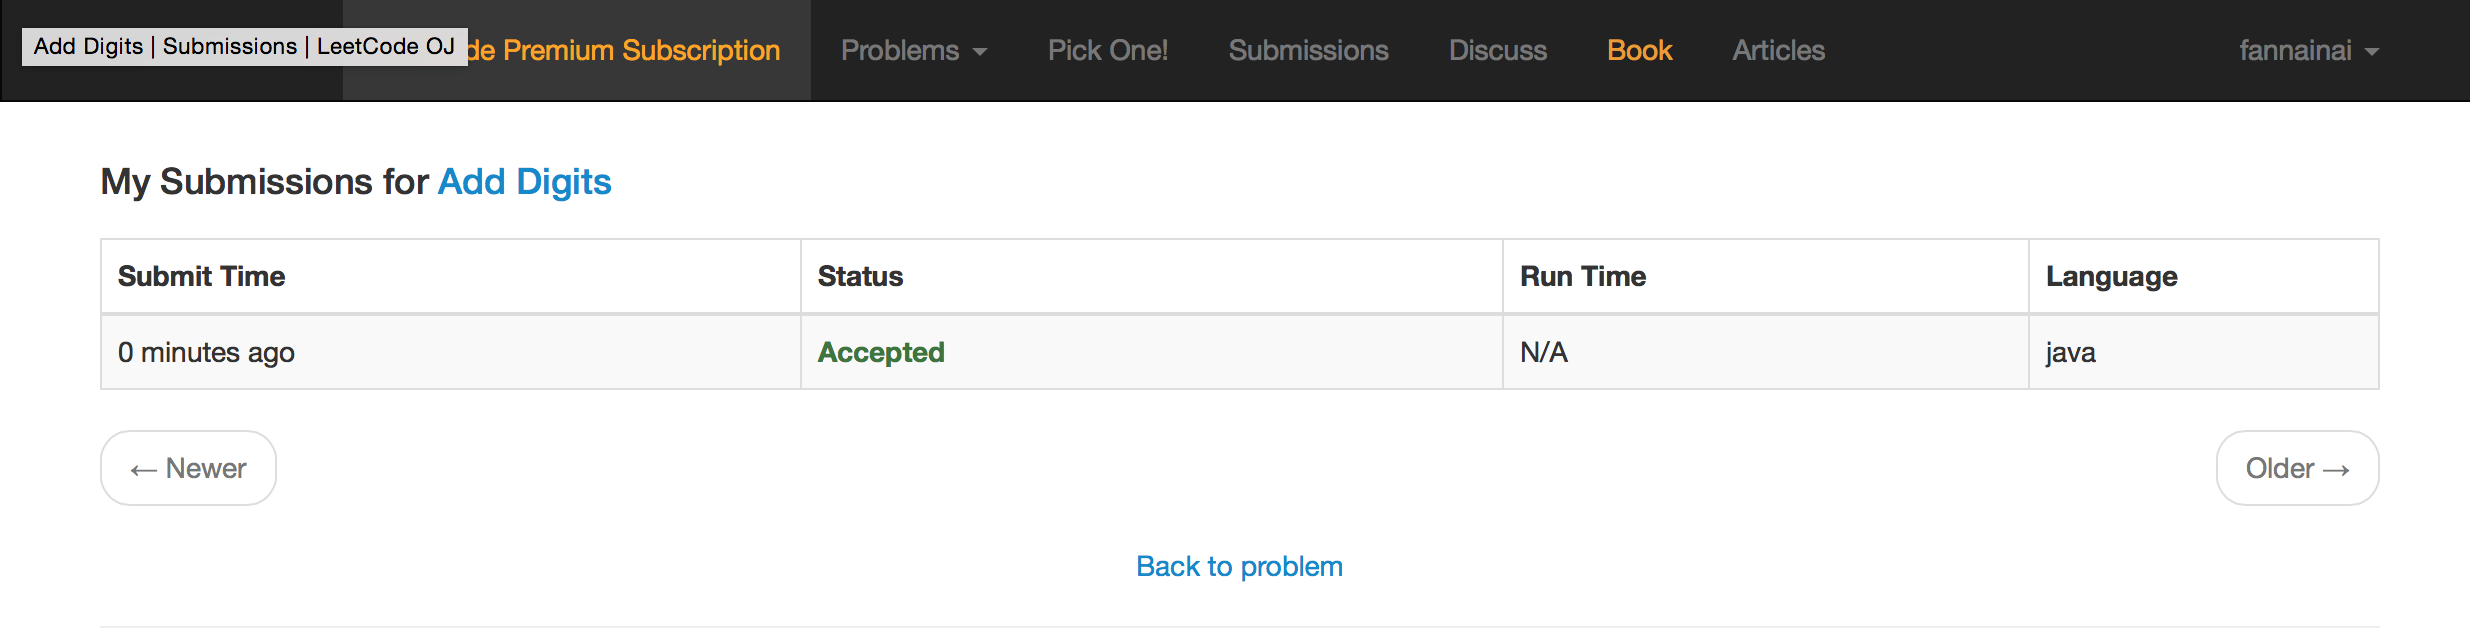 Add Digits | Submissions | LeetCode OJ
de Premium Subscription
Problems
Pick One!
Submissions
Discuss
Book
Articles
fannainai
My Submissions for Add Digits
Submit Time
Status
Run Time
Language
0 minutes ago
Accepted
N/A
java
← Newer
Older →
Back to problem